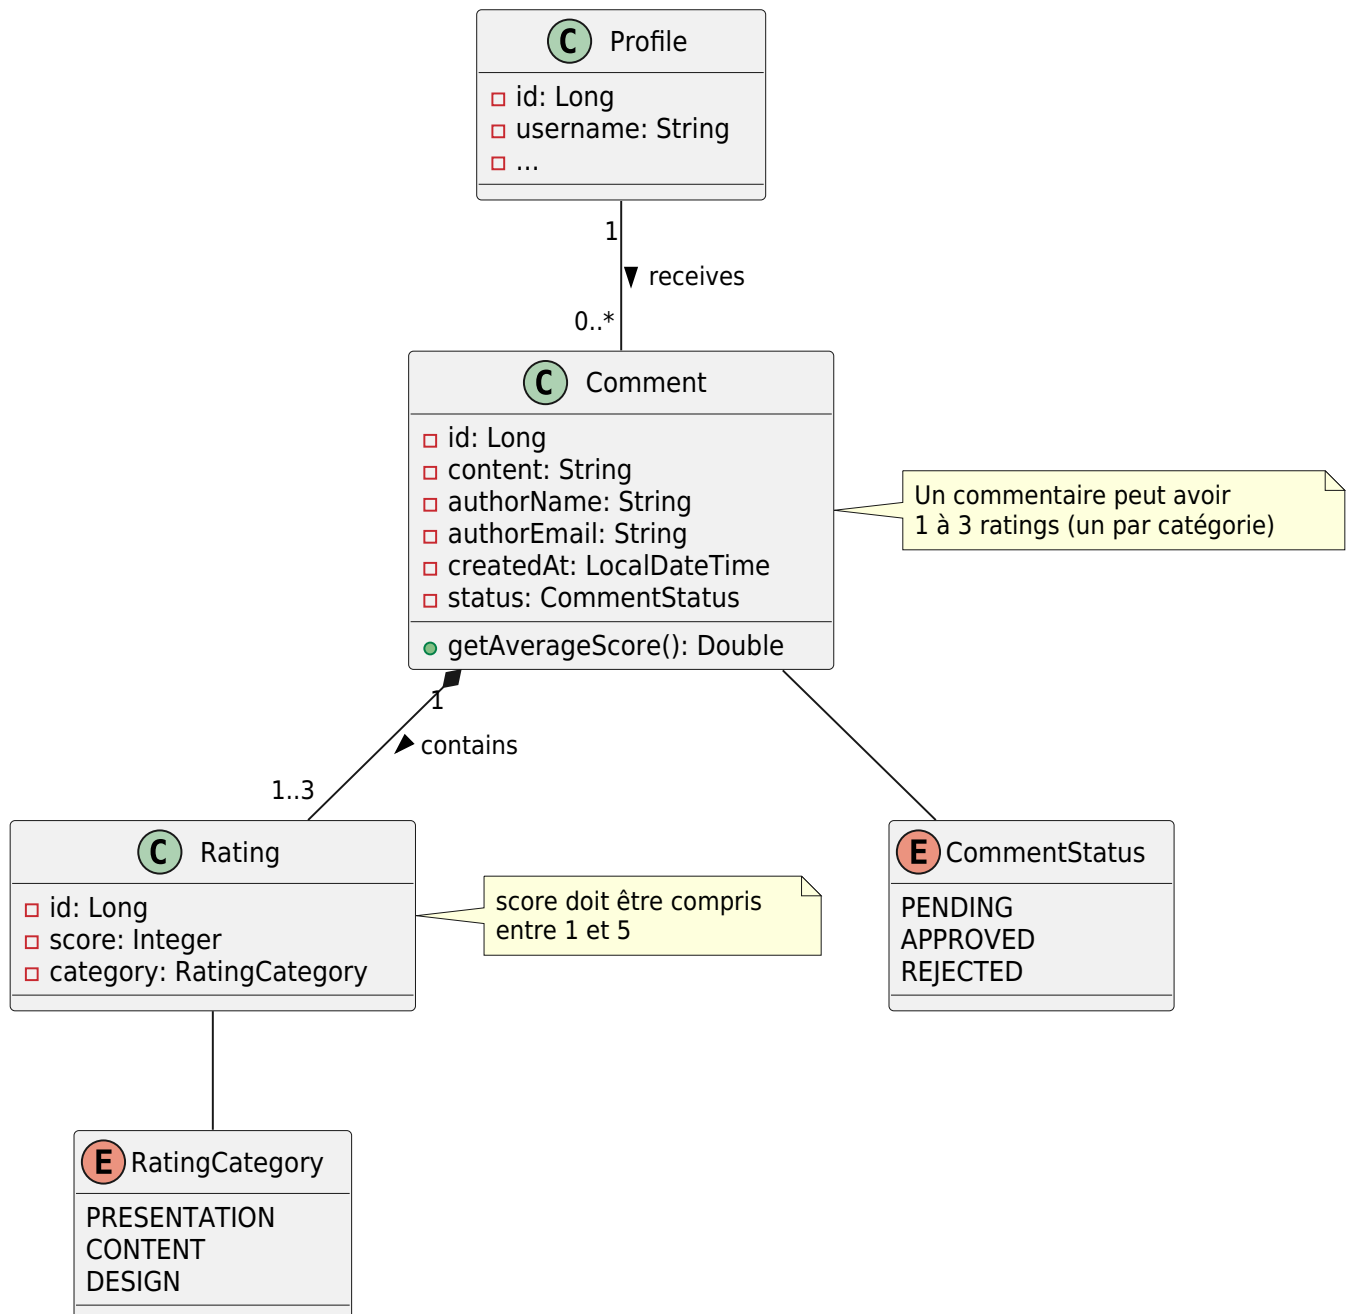 C Profile
id: Long
username: String
...
1
receives
0..*
C Comment
id: Long
content: String
authorName: String
authorEmail: String
createdAt: LocalDateTime
status: CommentStatus
getAverageScore(): Double
Un commentaire peut avoir
1 à 3 ratings (un par catégorie)
1
contains
1..3
C Rating
id: Long
score: Integer
category: RatingCategory
score doit être compris
entre 1 et 5
E CommentStatus
PENDING
APPROVED
REJECTED
E RatingCategory
PRESENTATION
CONTENT
DESIGN